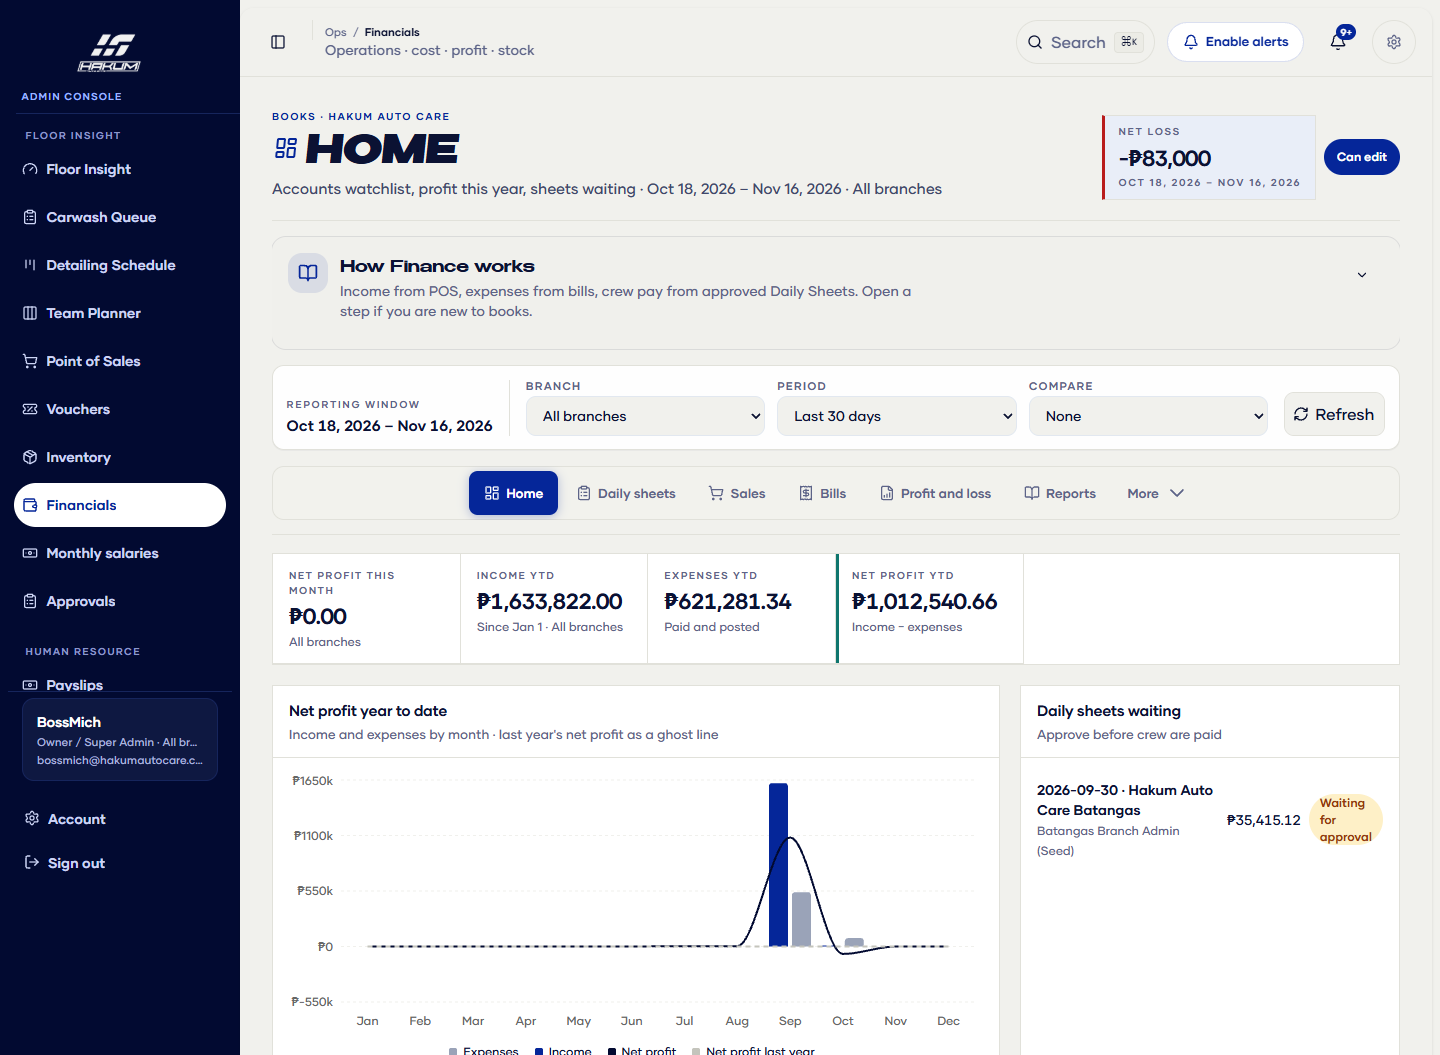 HAKUM
ADMIN CONSOLE
FLOOR INSIGHT
Floor Insight
Carwash Queue
Detailing Schedule
Team Planner
Point of Sales
Vouchers
Inventory
Financials
Monthly salaries
Approvals
HUMAN RESOURCE
Payslips
BossMich
Owner / Super Admin · All br...
bossmich@hakumautocare.c...
Account
Sign out
Ops / Financials
Operations · cost · profit · stock
Search ⌘K
Enable alerts
9+
BOOKS · HAKUM AUTO CARE
HOME
Accounts watchlist, profit this year, sheets waiting · Oct 18, 2026 – Nov 16, 2026 · All branches
NET LOSS
-₱83,000
OCT 18, 2026 – NOV 16, 2026
Can edit
How Finance works
Income from POS, expenses from bills, crew pay from approved Daily Sheets. Open a
step if you are new to books.
REPORTING WINDOW
Oct 18, 2026 – Nov 16, 2026
BRANCH
All branches
PERIOD
Last 30 days
COMPARE
None
Refresh
Home
Daily sheets
Sales
Bills
Profit and loss
Reports
More
NET PROFIT THIS
MONTH
₱0.00
All branches
INCOME YTD
₱1,633,822.00
Since Jan 1 · All branches
EXPENSES YTD
₱621,281.34
Paid and posted
NET PROFIT YTD
₱1,012,540.66
Income − expenses
Net profit year to date
Income and expenses by month · last year's net profit as a ghost line
₱1650k
₱1100k
₱550k
₱0
₱-550k
Jan Feb Mar Apr May Jun Jul Aug Sep Oct Nov Dec
Expenses Income Net profit Net profit last year
Daily sheets waiting
Approve before crew are paid
2026-09-30 · Hakum Auto
Care Batangas
Batangas Branch Admin
(Seed)
₱35,415.12
Waiting
for
approval